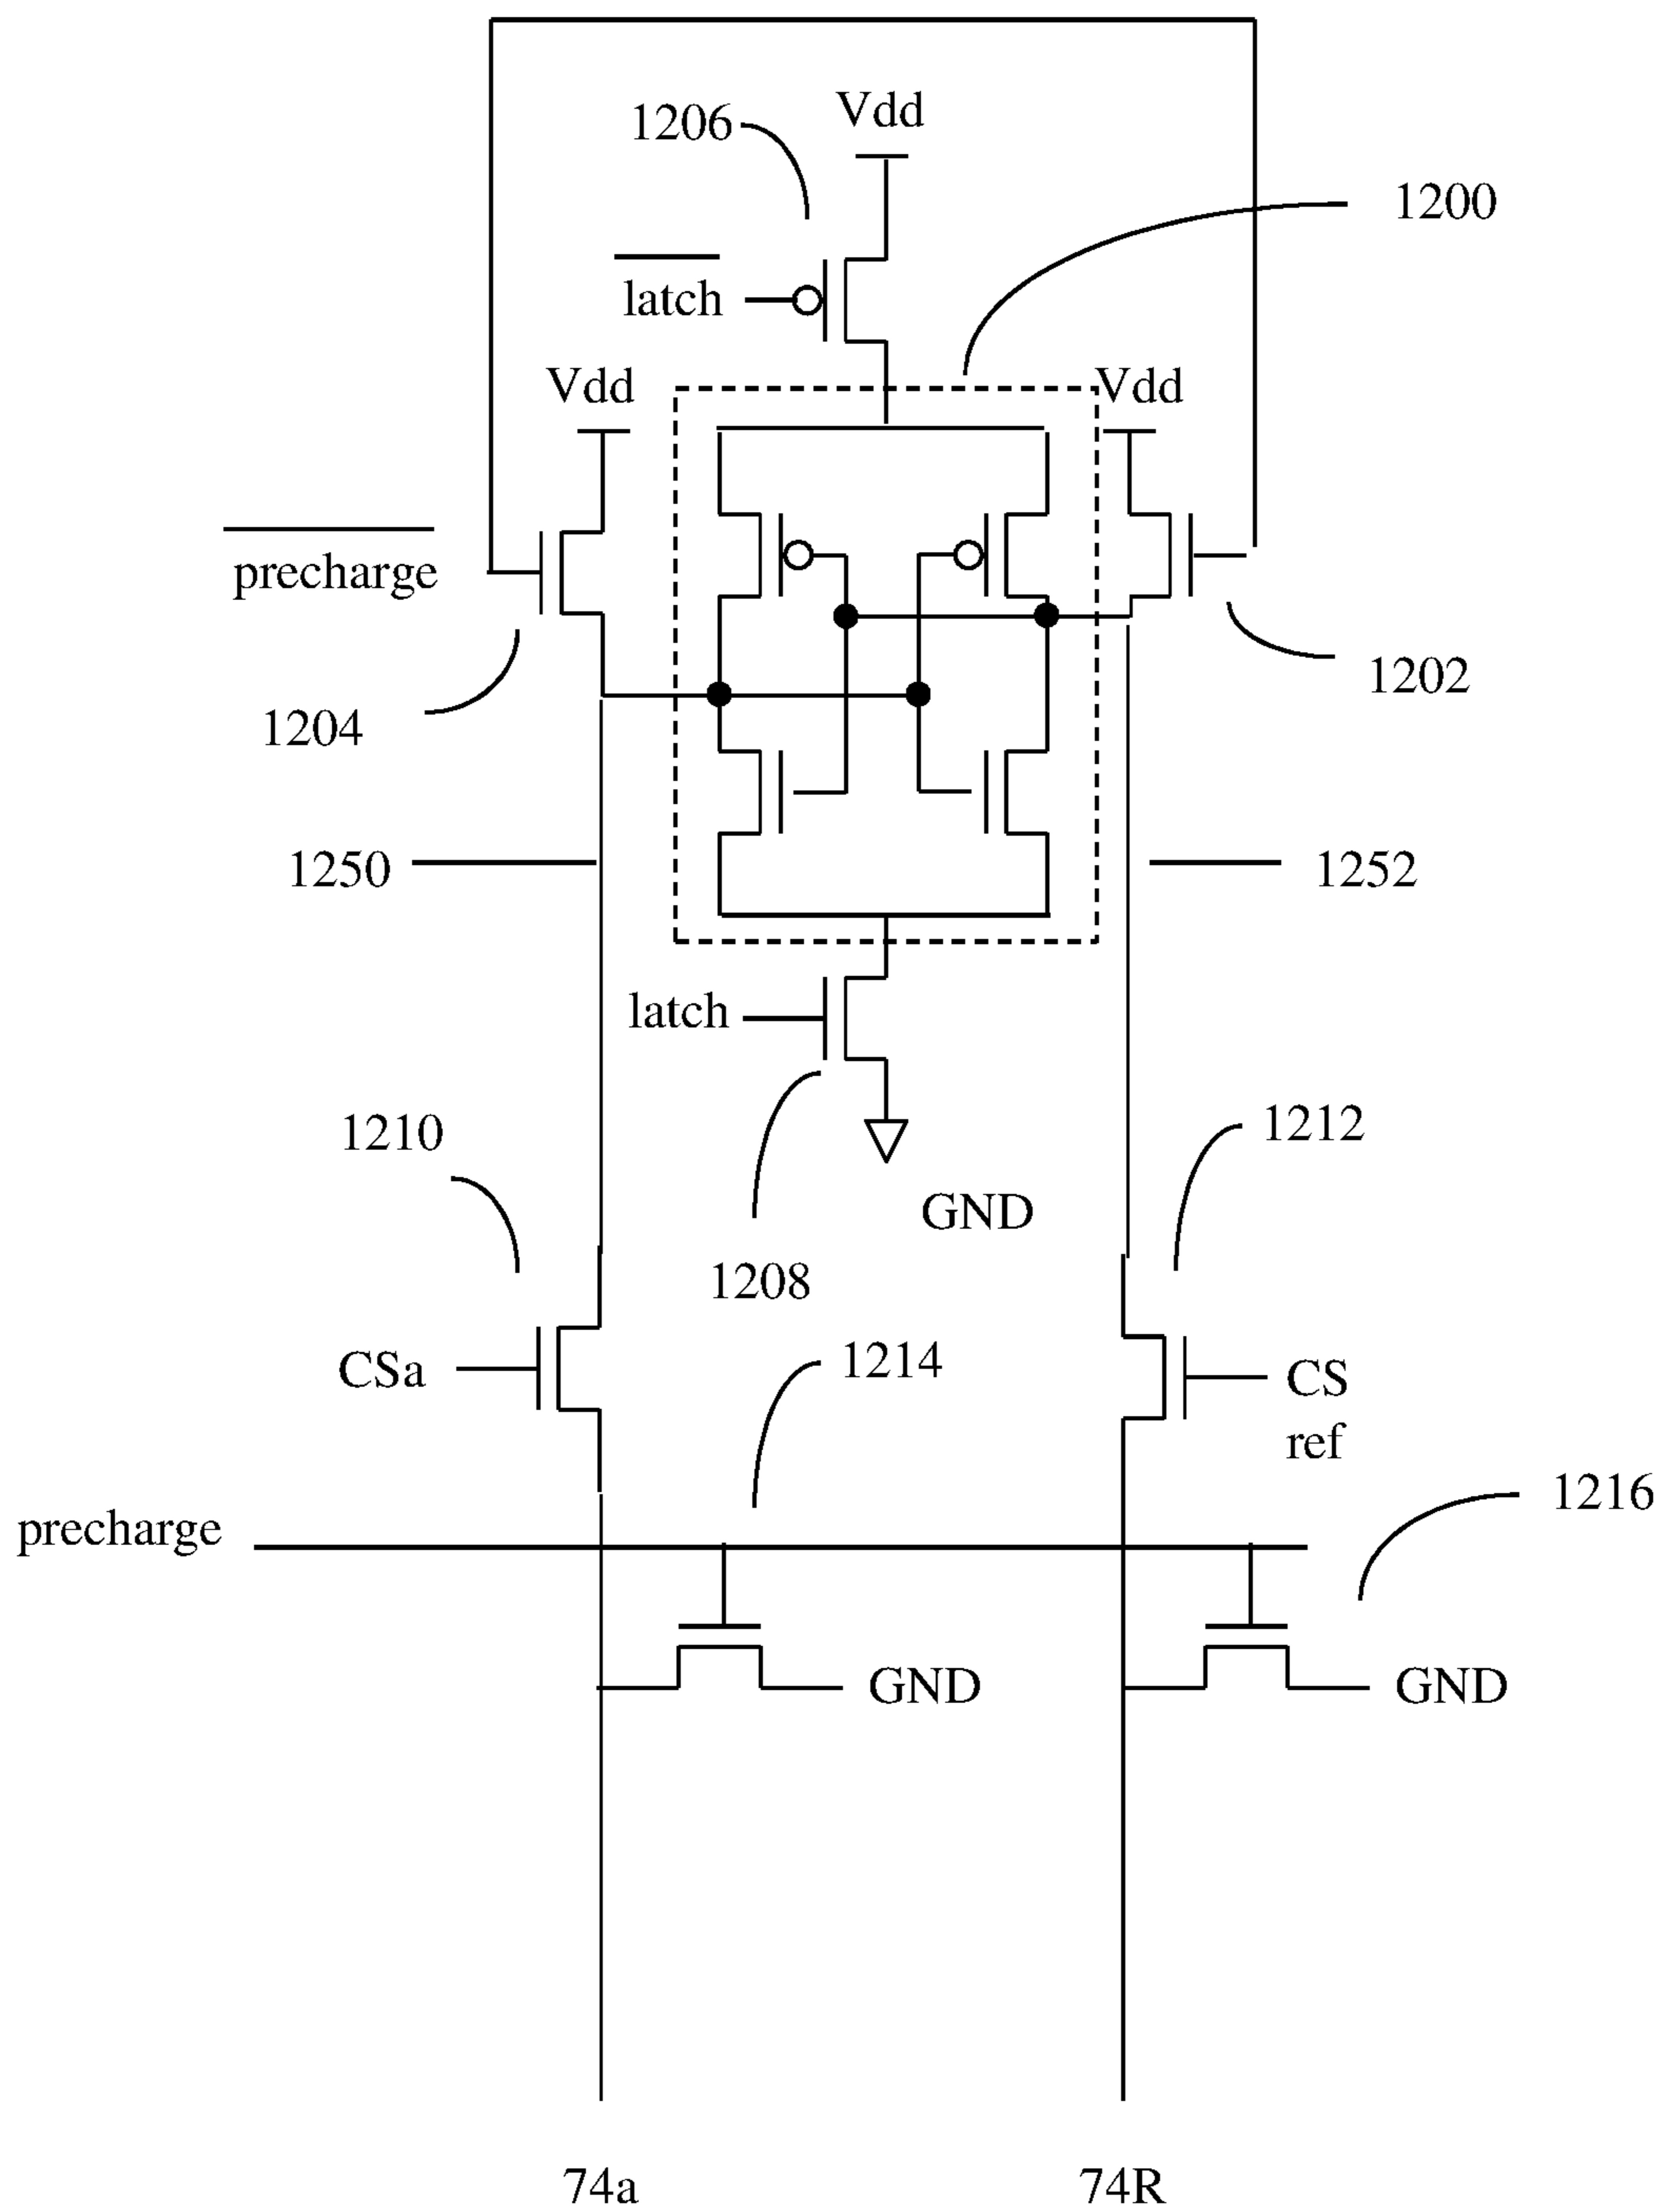 Vdd
1206
1200
latch
Vdd
Vdd
precharge
1202
1204
1250
1252
latch
1210
1212
GND
1208
1214
CSa
CS
ref
1216
precharge
GND
GND
74a
74R